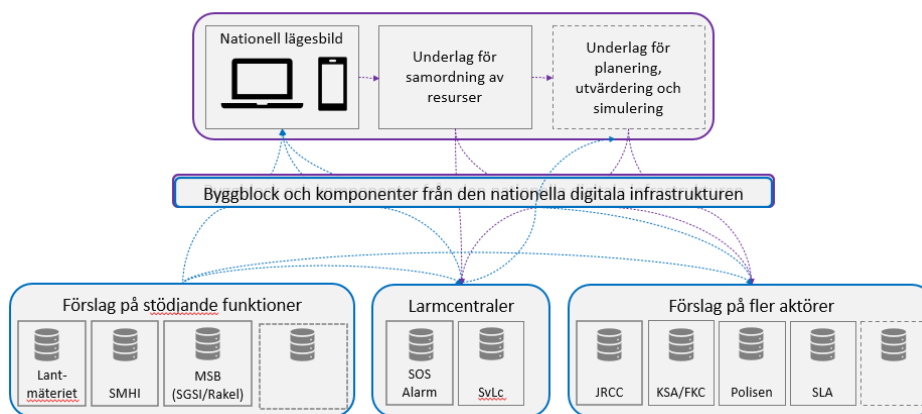 Nationell lägesbild
Underlag för
samordning av
resurser
Underlag för
planering,
utvärdering och
simulering
Byggblock och komponenter från den nationella digitala infrastrukturen
Förslag på stödjande funktioner
Lant-
mäteriet
SMHI
MSB
(SGSI/Rakel)
Larmcentraler
SOS
Alarm
SvLc
Förslag på fler aktörer
JRCC
KSA/FKC
Polisen
SLA